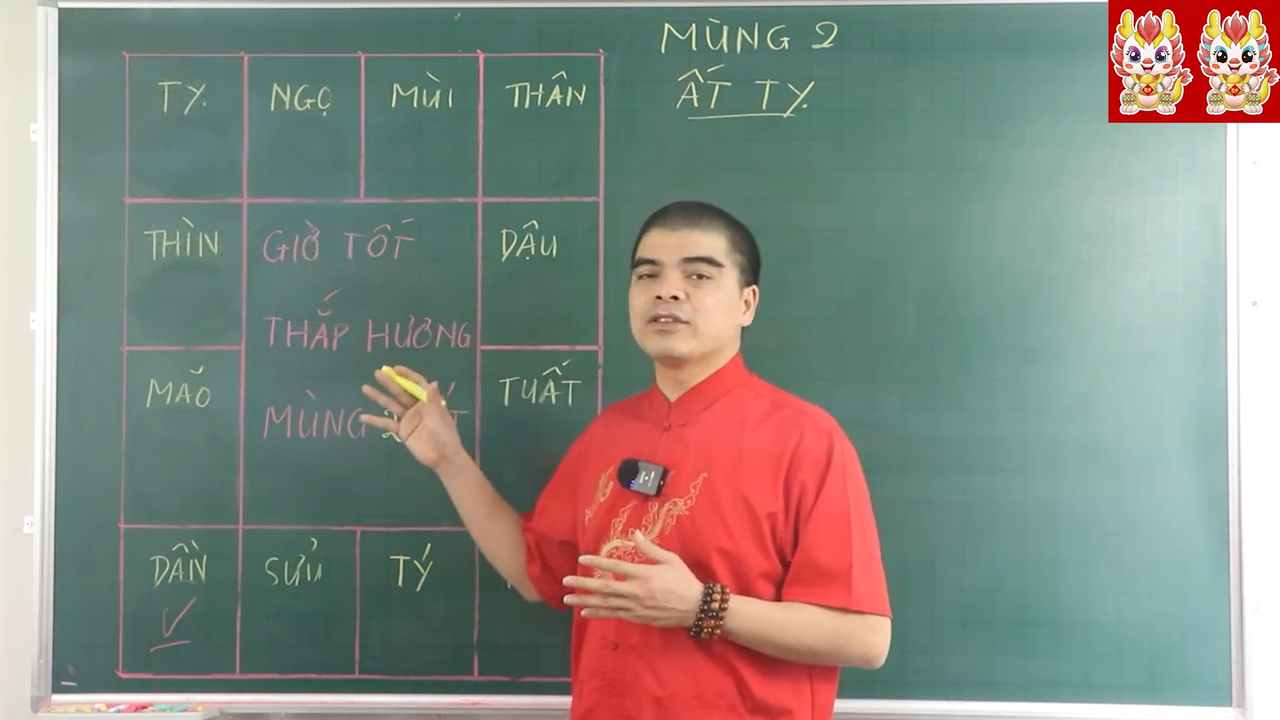 MÙNG 2
ẤT TỴ
TỴ
NGỌ
MÙI
THÂN
THÌN
GIỜ TỐT
DẬU
THẮP HƯƠNG
MÃO
MÙNG 2
TUẤT
DẦN
SỬU
TÝ